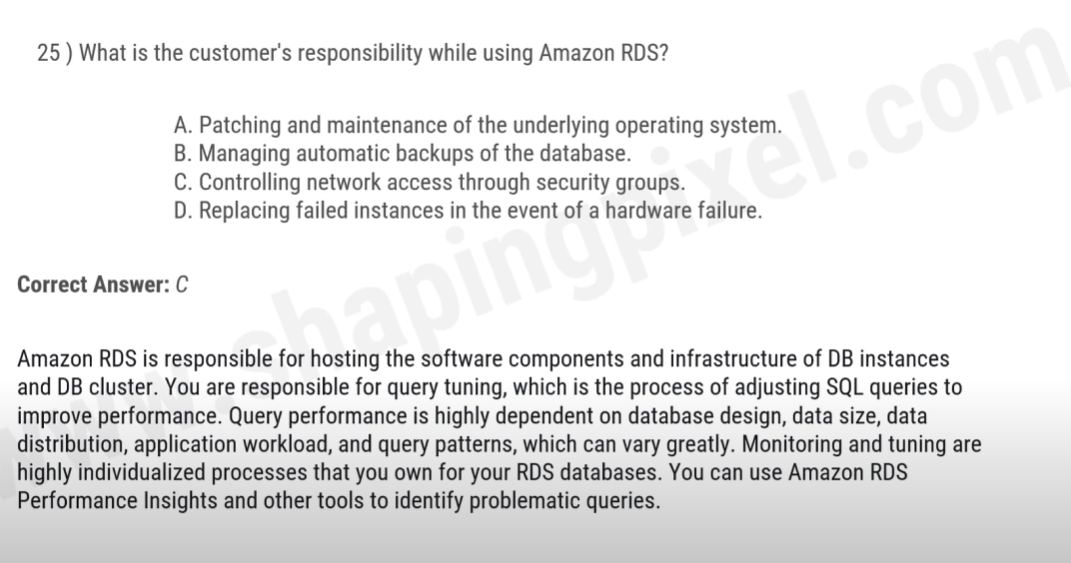 25 ) What is the customer's responsibility while using Amazon RDS?
A. Patching and maintenance of the underlying operating system.
B. Managing automatic backups of the database.
C. Controlling network access through security groups.
D. Replacing failed instances in the event of a hardware failure.
Correct Answer: C
Amazon RDS is responsible for hosting the software components and infrastructure of DB instances
and DB cluster. You are responsible for query tuning, which is the process of adjusting SQL queries to
improve performance. Query performance is highly dependent on database design, data size, data
distribution, application workload, and query patterns, which can vary greatly. Monitoring and tuning are
highly individualized processes that you own for your RDS databases. You can use Amazon RDS
Performance Insights and other tools to identify problematic queries.
www.shapingpixel.com